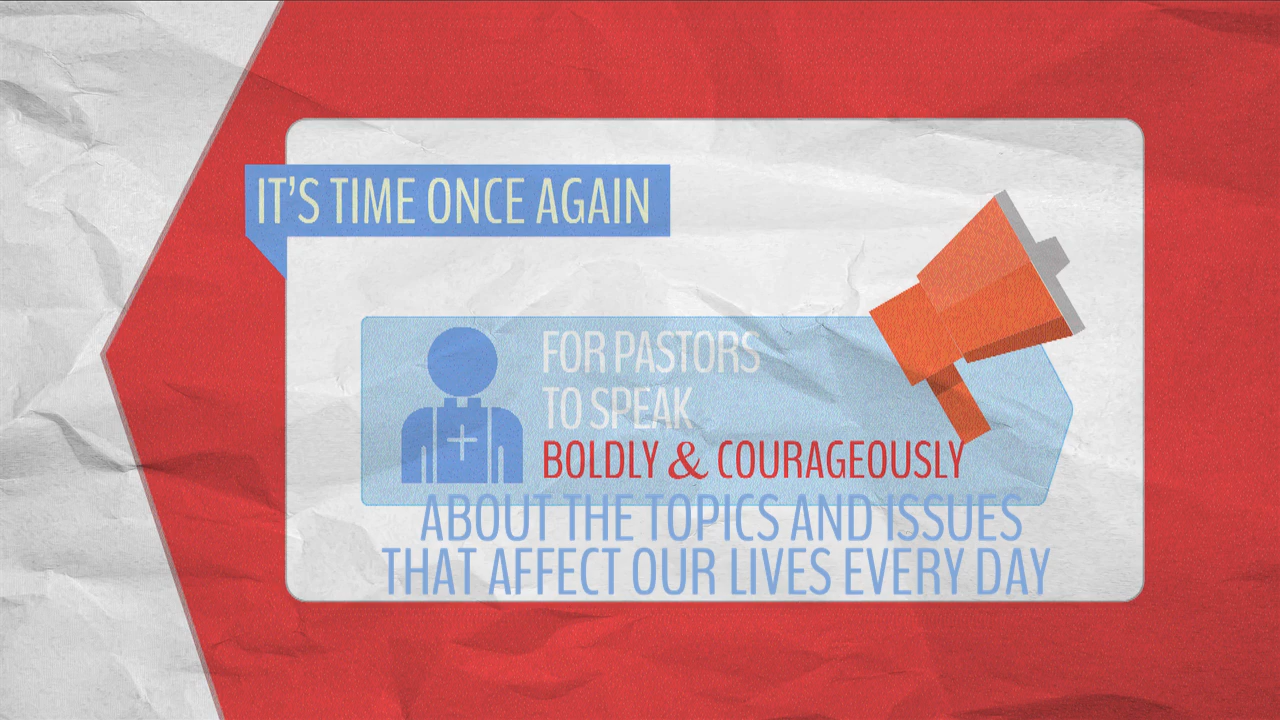 IT'S TIME ONCE AGAIN
FOR PASTORS
TO SPEAK
BOLDLY & COURAGEOUSLY
ABOUT THE TOPICS AND ISSUES
THAT AFFECT OUR LIVES EVERY DAY